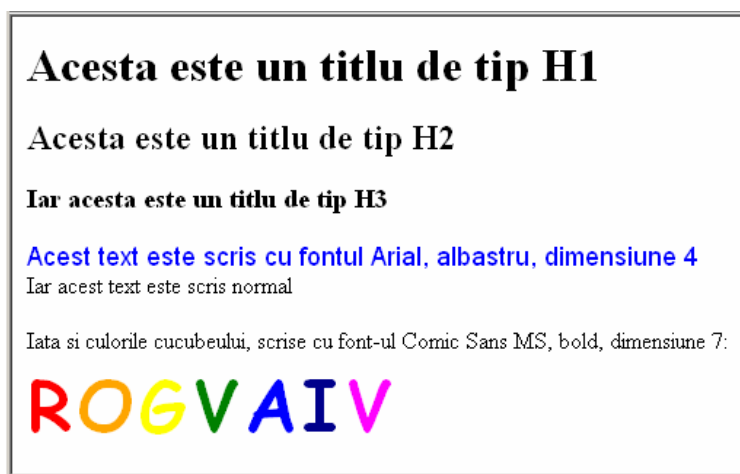 Acesta este un titlu de tip H1
Acesta este un titlu de tip H2
Iar acesta este un titlu de tip H3
Acest text este scris cu fontul Arial, albastru, dimensiune 4
Iar acest text este scris normal
Iata si culorile cucubeului, scrise cu font-ul Comic Sans MS, bold, dimensiune 7:
ROGVAIV